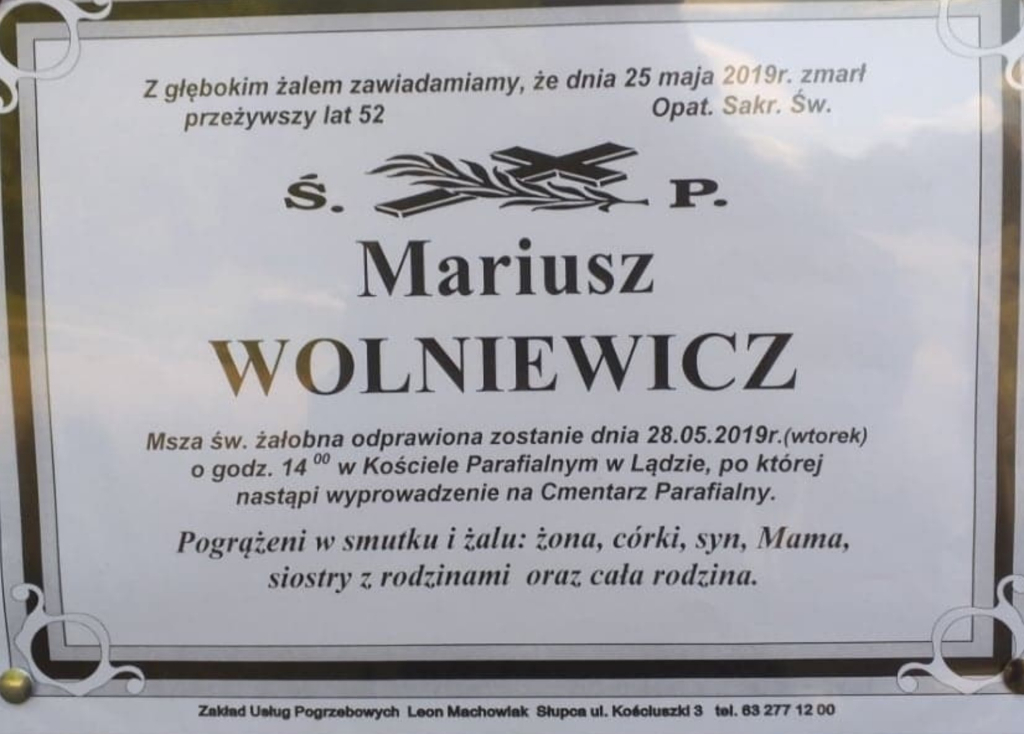 Z głębokim żalem zawiadamiamy, że dnia 25 maja 2019r. zmarł
przeżywszy lat 52 Opat. Sakr. Św.
Ś. P.
Mariusz
WOLNIEWICZ
Msza św. żałobna odprawiona zostanie dnia 28.05.2019r.(wtorek)
o godz. 14 00 w Kościele Parafialnym w Lądzie, po której
nastąpi wyprowadzenie na Cmentarz Parafialny.
Pogrążeni w smutku i żalu: żona, córki, syn, Mama,
siostry z rodzinami oraz cała rodzina.
Zakład Usług Pogrzebowych Leon Machowiak Słupca ul. Kościuszki 3 tel. 63 277 12 00